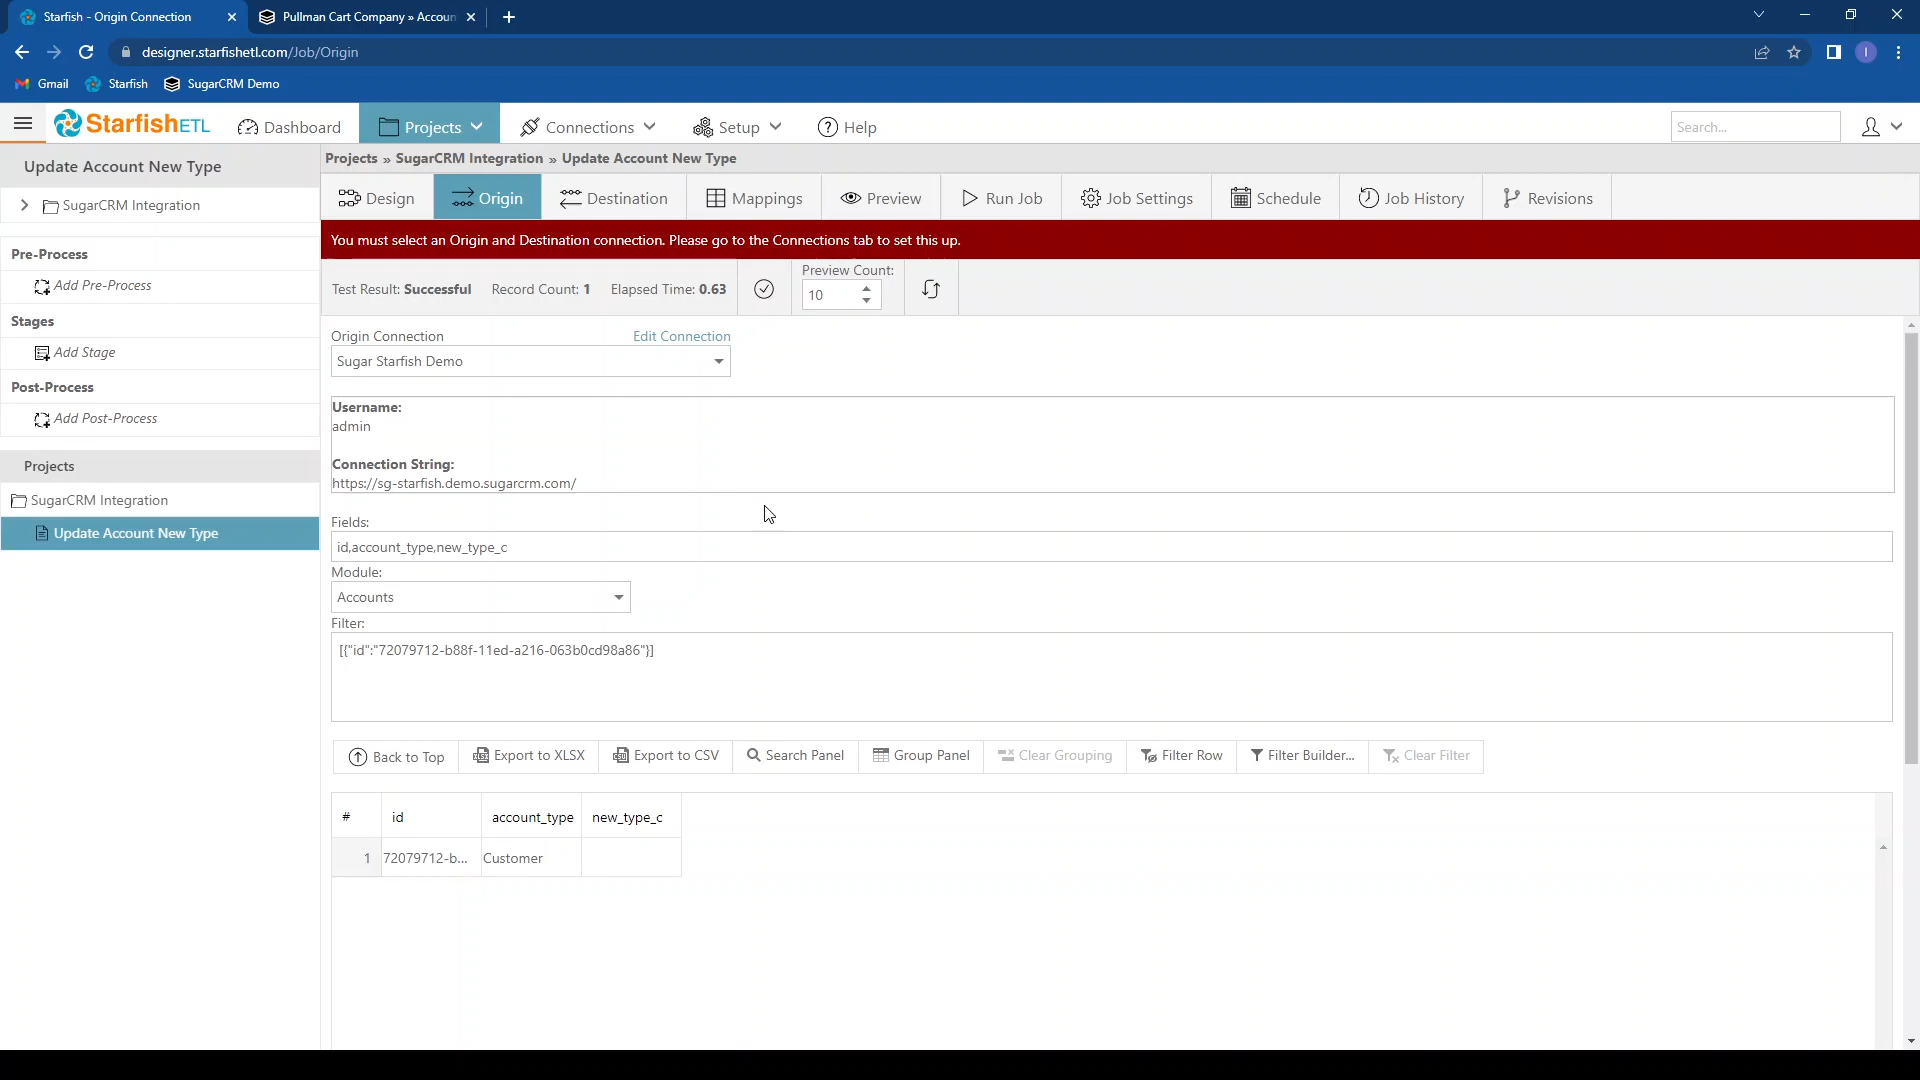 Starfish - Origin Connection
Pullman Cart Company » Accoun
designer.starfishetl.com/Job/Origin
I
Gmail
Starfish
SugarCRM Demo
StarfishETL
Dashboard
Projects
Connections
Setup
Help
Search...
Update Account New Type
Projects » SugarCRM Integration » Update Account New Type
SugarCRM Integration
Design
Origin
Destination
Mappings
Preview
Run Job
Job Settings
Schedule
Job History
Revisions
You must select an Origin and Destination connection. Please go to the Connections tab to set this up.
Pre-Process
Add Pre-Process
Stages
Add Stage
Post-Process
Add Post-Process
Projects
SugarCRM Integration
Update Account New Type
Test Result: Successful Record Count: 1 Elapsed Time: 0.63
Preview Count:
10
Origin Connection
Edit Connection
Sugar Starfish Demo
Username:
admin
Connection String:
https://sg-starfish.demo.sugarcrm.com/
Fields:
id,account_type,new_type_c
Module:
Accounts
Filter:
[{"id":"72079712-b88f-11ed-a216-063b0cd98a86"}]
Back to Top
Export to XLSX
Export to CSV
Search Panel
Group Panel
Clear Grouping
Filter Row
Filter Builder...
Clear Filter
# id account_type new_type_c
1 72079712-b... Customer